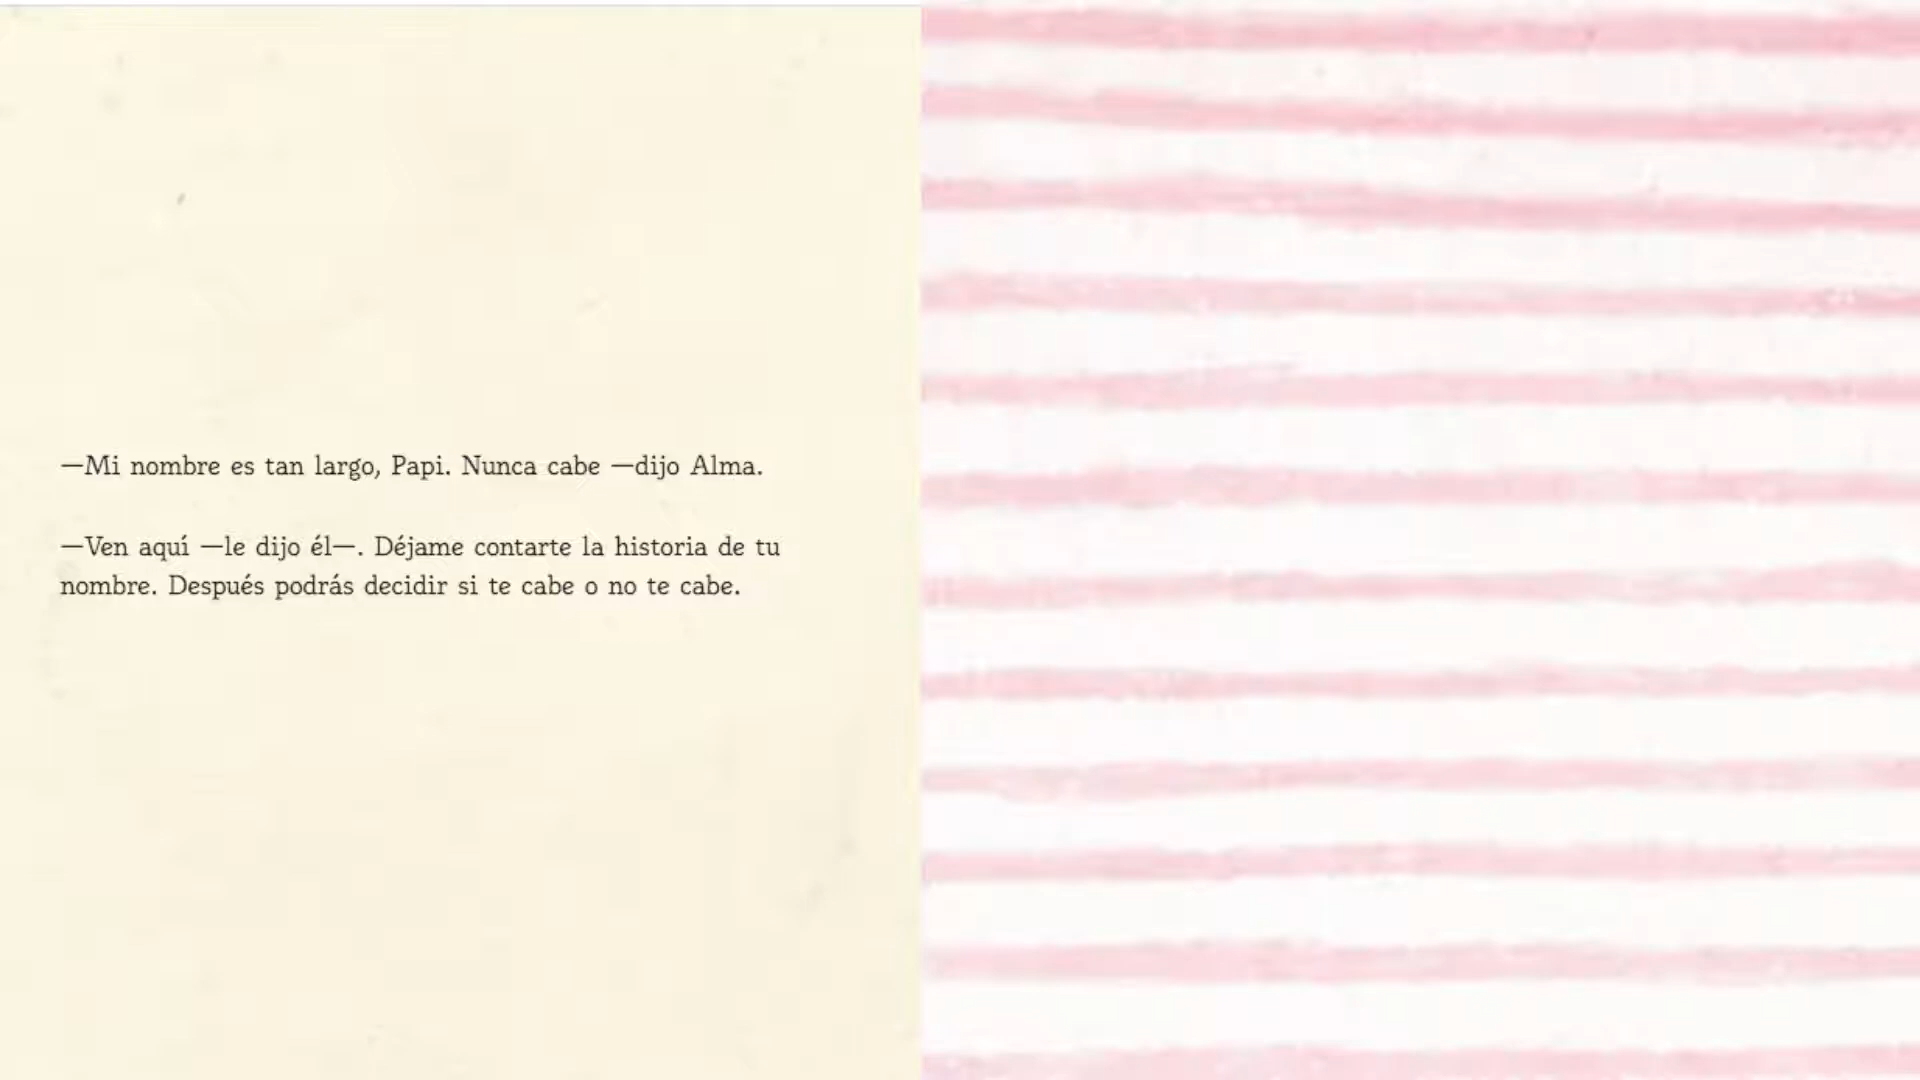 —Mi nombre es tan largo, Papi. Nunca cabe —dijo Alma.
—Ven aquí —le dijo él—. Déjame contarte la historia de tu
nombre. Después podrás decidir si te cabe o no te cabe.